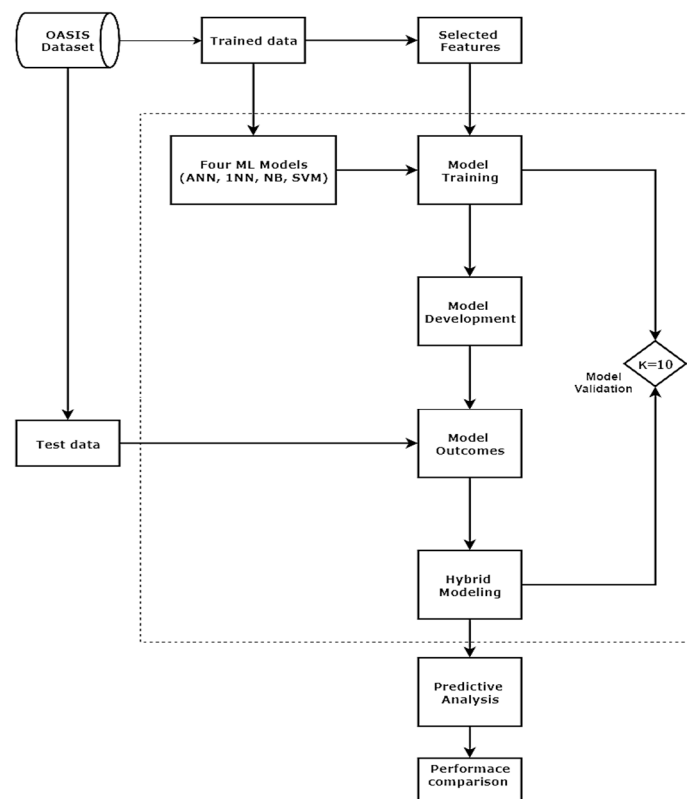 OASIS
Dataset
Trained data
Selected
Features
Four ML Models
(ANN, 1NN, NB, SVM)
Model
Training
Model
Development
K=10
Model
Validation
Test data
Model
Outcomes
Hybrid
Modeling
Predictive
Analysis
Performace
comparison